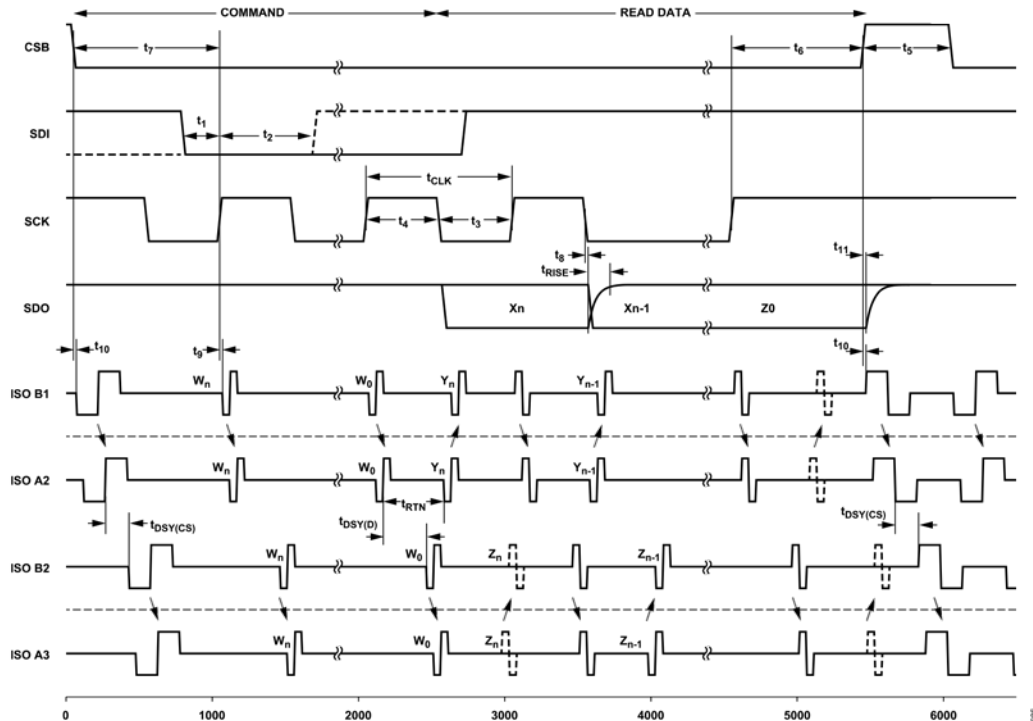 COMMAND READ DATA
CSB t7 t6 t5
SDI t1 t2
tCLK
SCK t4 t3
t8 t11
tRISE
SDO Xn Xn-1 Z0
t10 t9 t10
Wn W0 Yn Yn-1
ISO B1
Wn W0 Yn Yn-1
ISO A2
tRTN
tDSY(CS) tDSY(D) tDSY(CS)
Wn W0 Zn Zn-1
ISO B2
Wn W0 Zn Zn-1
ISO A3
0 1000 2000 3000 4000 5000 6000